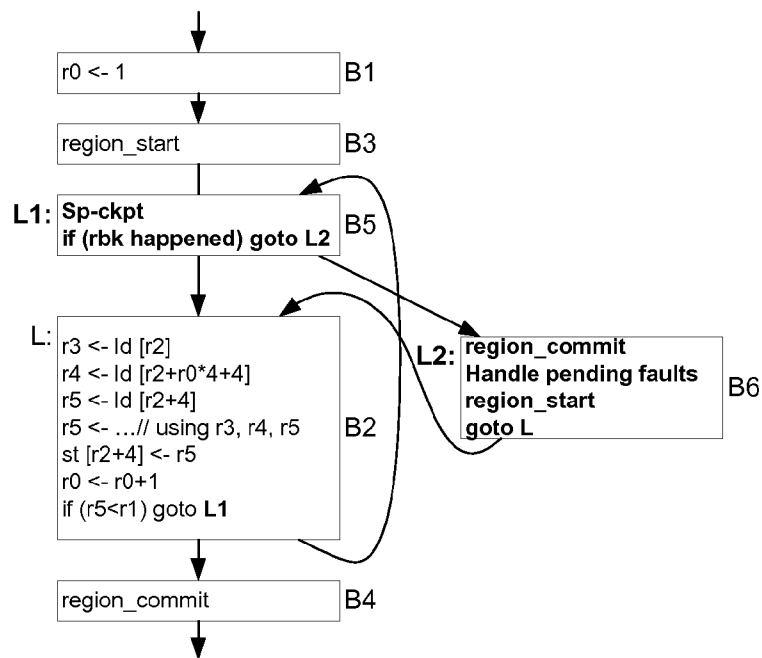 r0 <- 1
B1
region_start
B3
L1:
Sp-ckpt
if (rbk happened) goto L2
B5
L:
r3 <- ld [r2]
r4 <- ld [r2+r0*4+4]
r5 <- ld [r2+4]
r5 <- ...// using r3, r4, r5
st [r2+4] <- r5
r0 <- r0+1
if (r5<r1) goto L1
B2
L2:
region_commit
Handle pending faults
region_start
goto L
B6
region_commit
B4